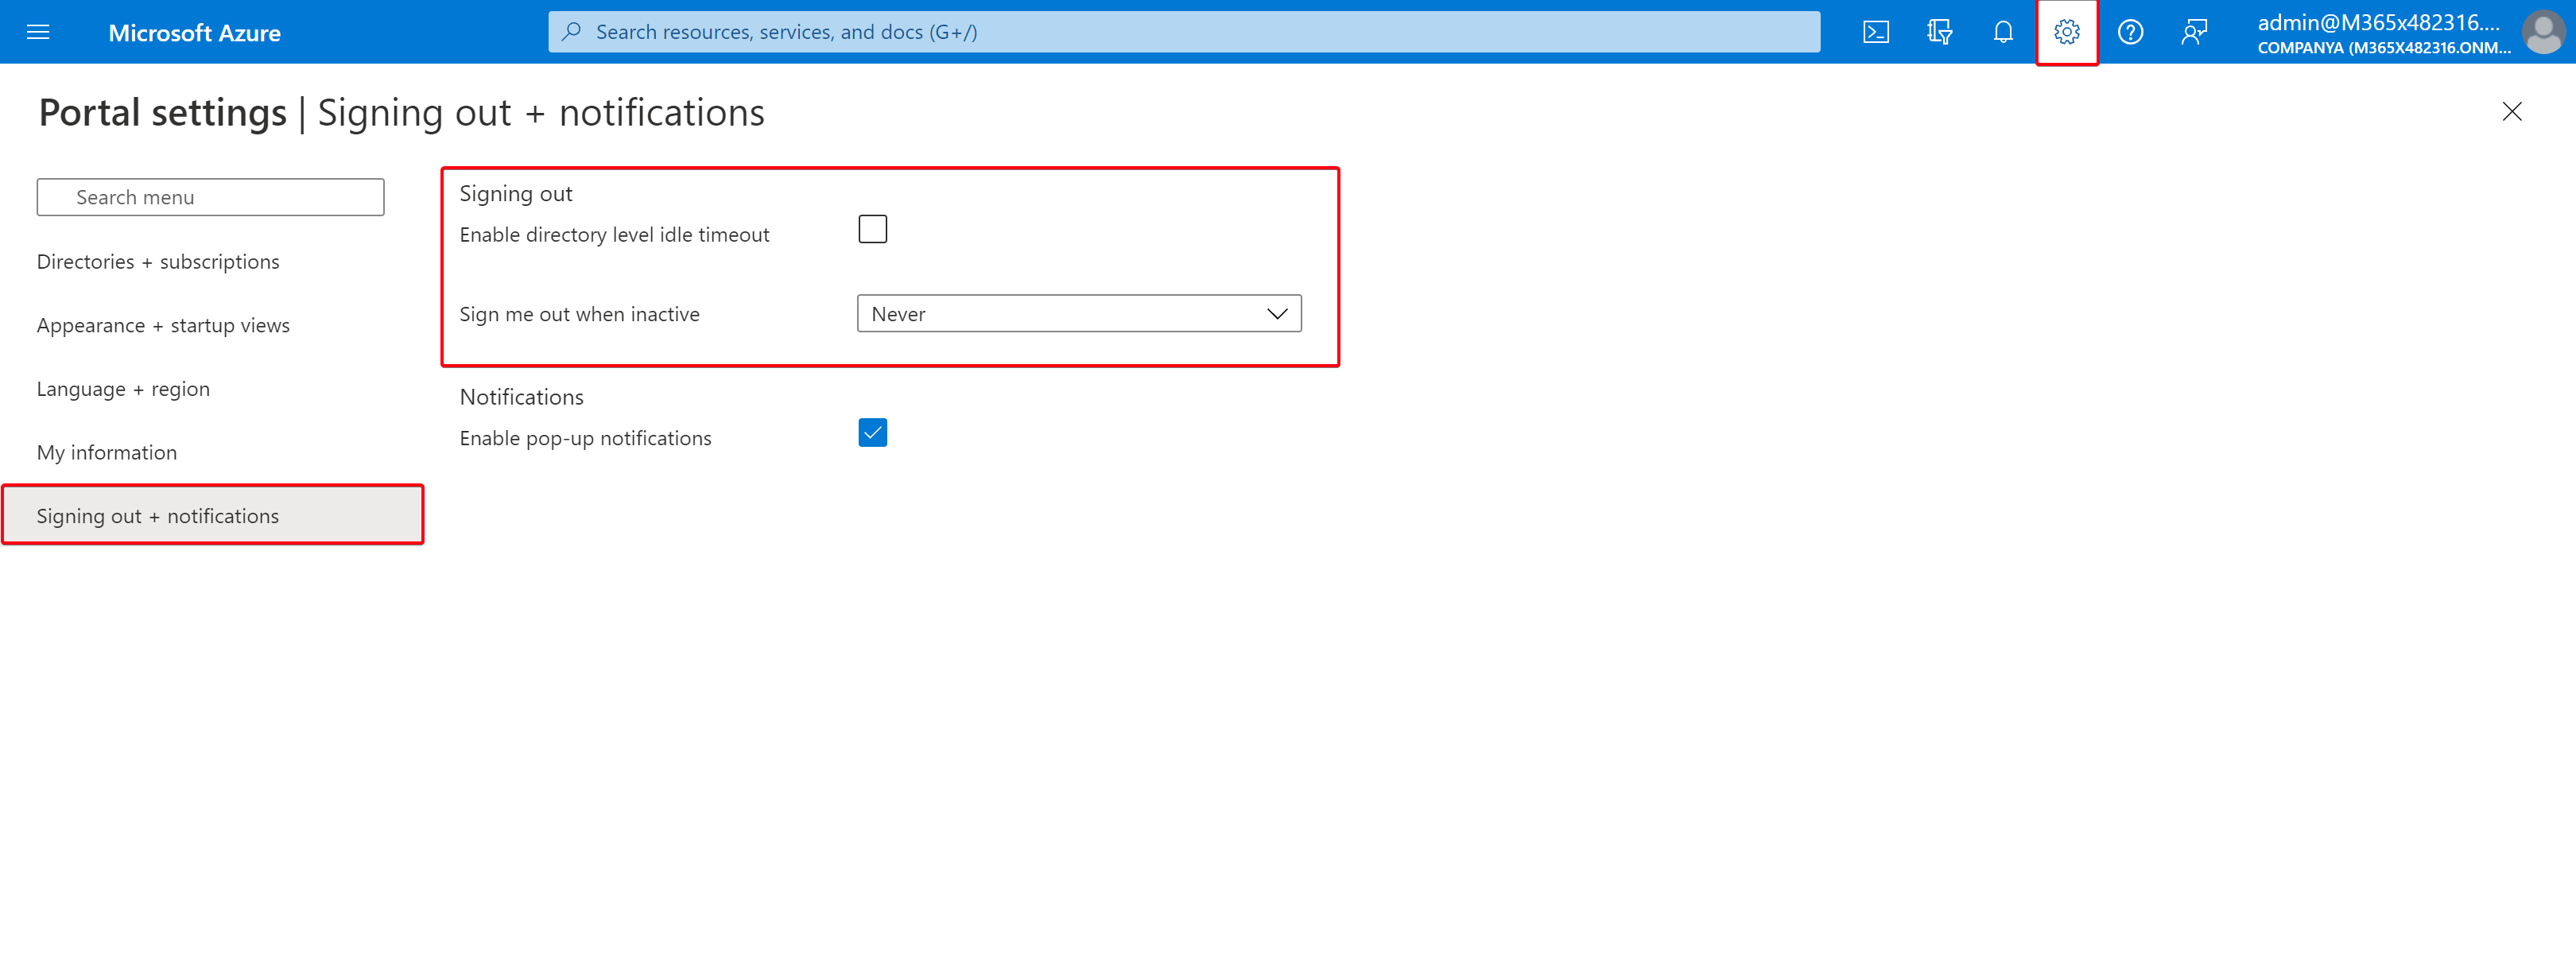 Microsoft Azure
Search resources, services, and docs (G+/)
admin@M365x482316....
COMPANYA (M365X482316.ONM...
Portal settings | Signing out + notifications
Search menu
Directories + subscriptions
Appearance + startup views
Language + region
My information
Signing out + notifications
Signing out
Enable directory level idle timeout
Sign me out when inactive
Never
Notifications
Enable pop-up notifications